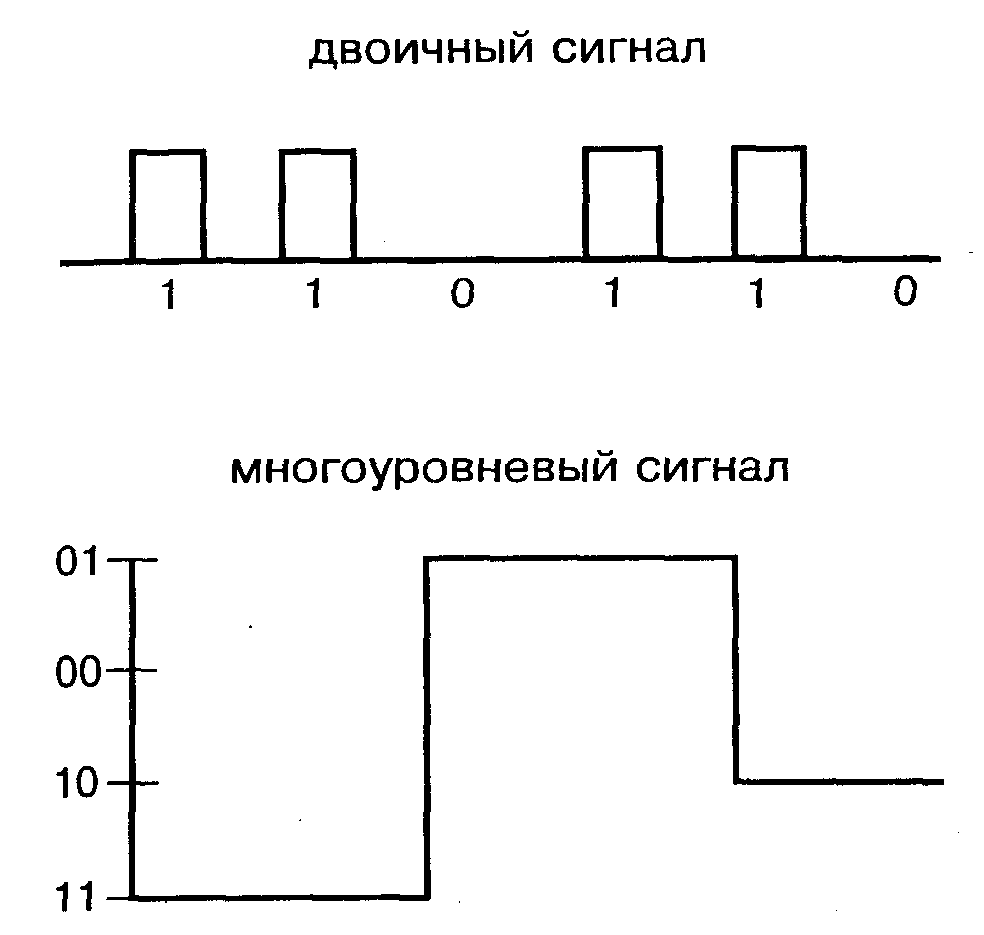 двоичный сигнал
1 1 0 1 1 0
многоуровневый сигнал
01
00
10
11